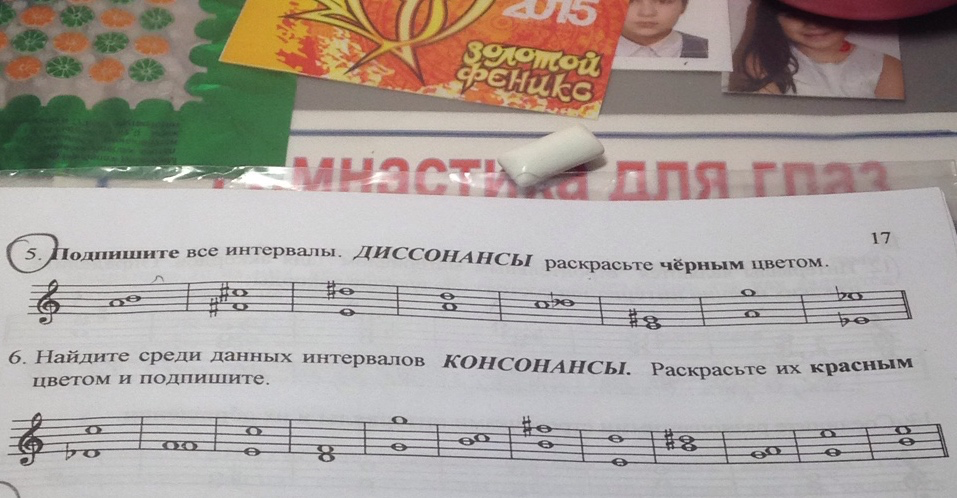 2015
золотой
феникс
гимнастика для глаз
17
5. Подпишите все интервалы. ДИССОНАНСЫ раскрасьте чёрным цветом.
6. Найдите среди данных интервалов КОНСОНАНСЫ. Раскрасьте их красным
цветом и подпишите.